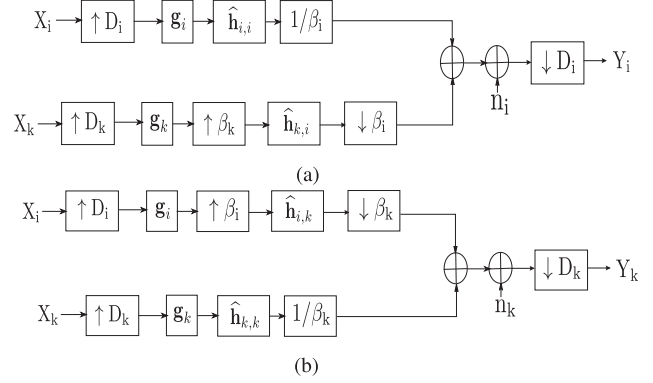 X_i ↑ D_i g_i ĥ_{i,i} 1/β_i
↓ D_i Y_i
n_i
X_k ↑ D_k g_k ↑ β_k ĥ_{k,i} ↓ β_i
(a)
X_i ↑ D_i g_i ↑ β_i ĥ_{i,k} ↓ β_k
↓ D_k Y_k
n_k
X_k ↑ D_k g_k ĥ_{k,k} 1/β_k
(b)